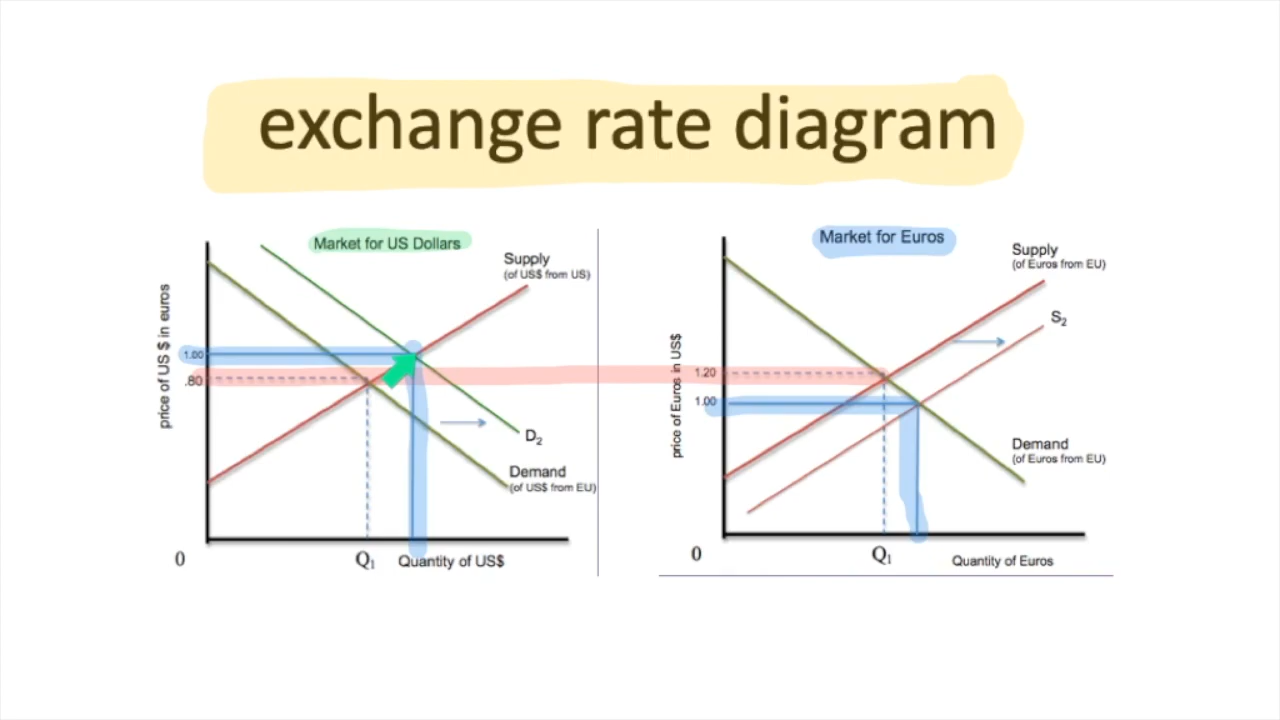 exchange rate diagram
Market for US Dollars
Supply
(of US$ from US)
price of US $ in euros
1.00
.80
D2
Demand
(of US$ from EU)
0
Q1
Quantity of US$
Market for Euros
Supply
(of Euros from EU)
S2
price of Euros in US$
1.20
1.00
Demand
(of Euros from EU)
0
Q1
Quantity of Euros